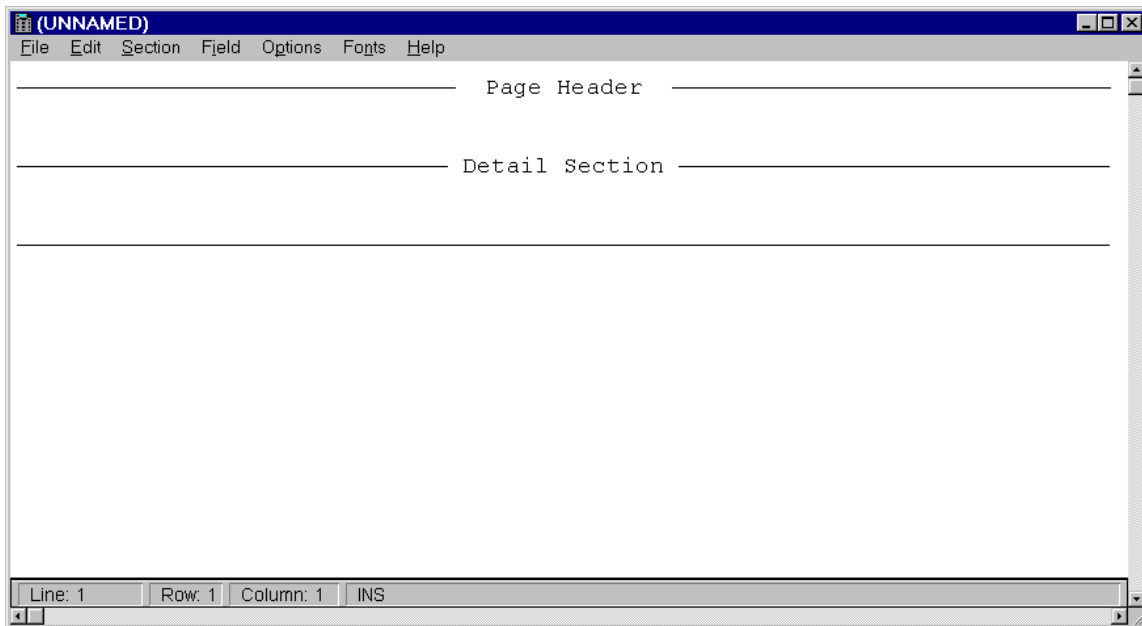 (UNNAMED)
File Edit Section Field Options Fonts Help
Page Header
Detail Section
Line: 1 Row: 1 Column: 1 INS